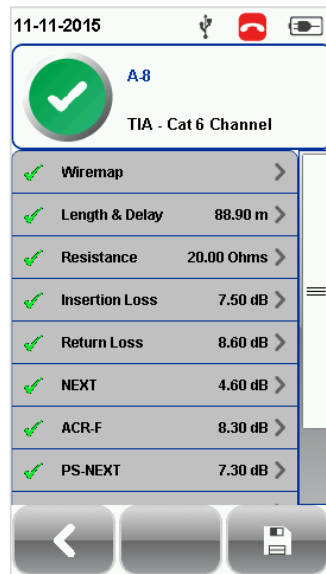 11-11-2015
A-8
TIA - Cat 6 Channel
Wiremap
Length & Delay 88.90 m
Resistance 20.00 Ohms
Insertion Loss 7.50 dB
Return Loss 8.60 dB
NEXT 4.60 dB
ACR-F 8.30 dB
PS-NEXT 7.30 dB